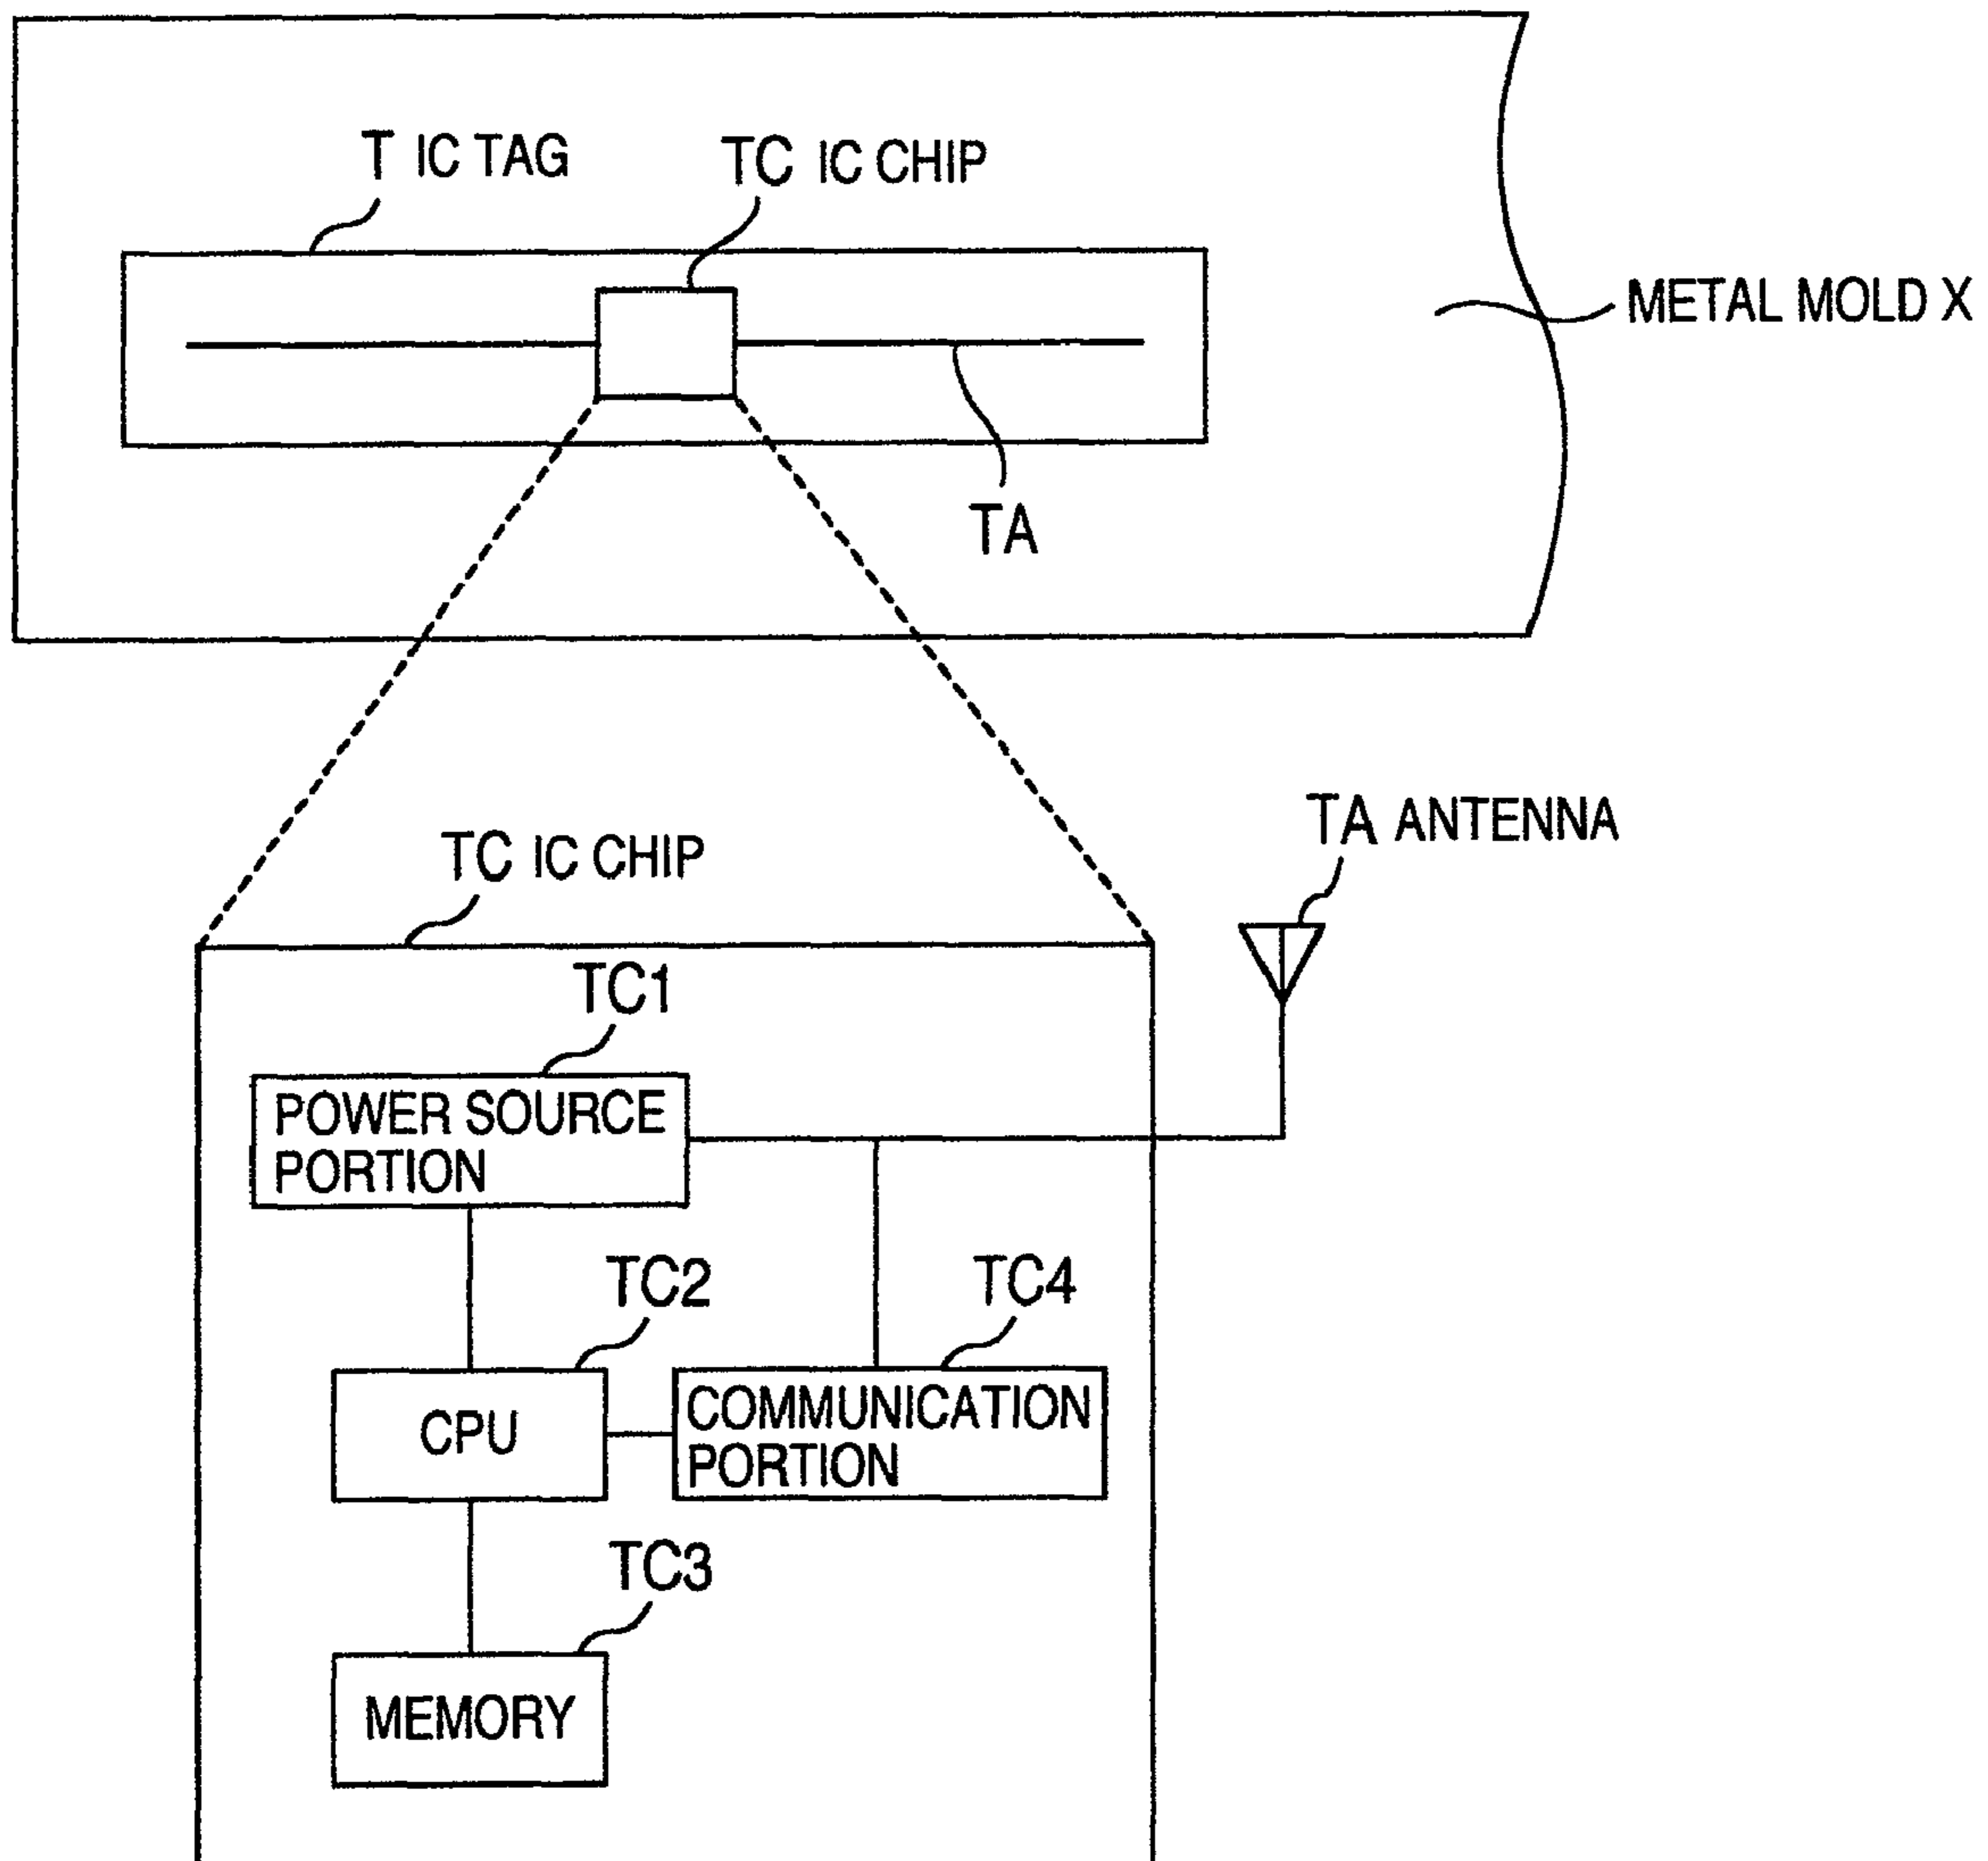 T IC TAG
TC IC CHIP
METAL MOLD X
TA
TA ANTENNA
TC IC CHIP
TC1
POWER SOURCE
PORTION
TC2
TC4
CPU
COMMUNICATION
PORTION
TC3
MEMORY